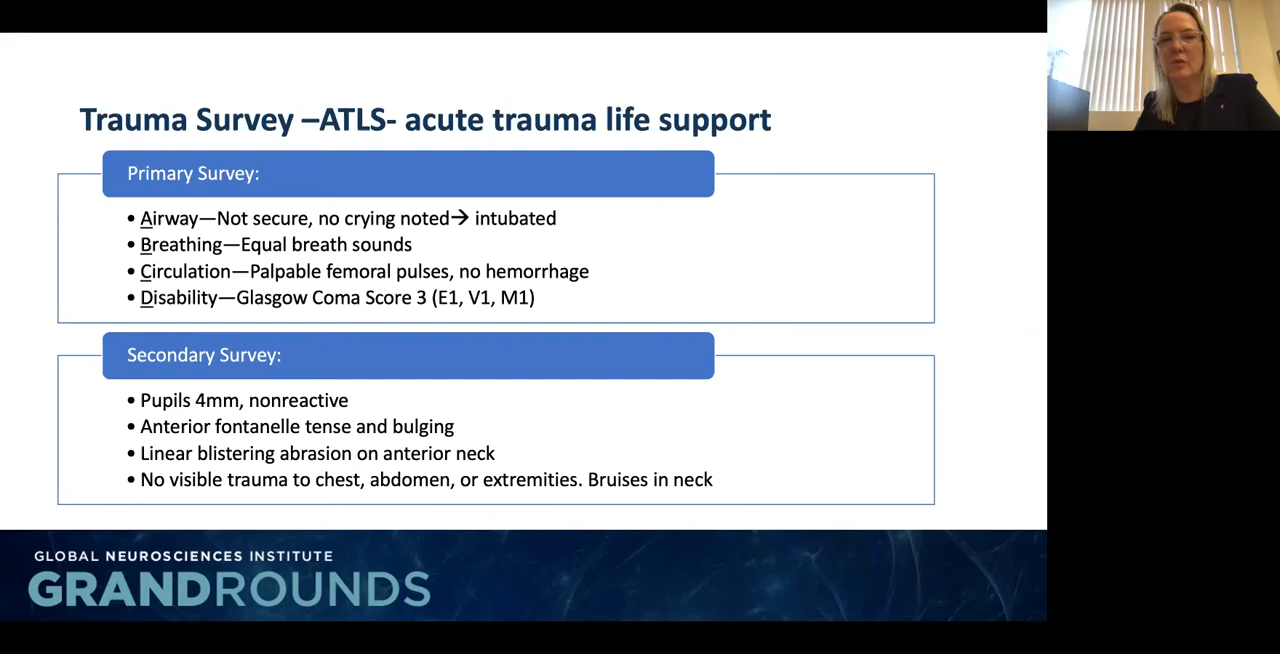 Trauma Survey –ATLS- acute trauma life support
Primary Survey:
• Airway—Not secure, no crying noted→ intubated
• Breathing—Equal breath sounds
• Circulation—Palpable femoral pulses, no hemorrhage
• Disability—Glasgow Coma Score 3 (E1, V1, M1)
Secondary Survey:
• Pupils 4mm, nonreactive
• Anterior fontanelle tense and bulging
• Linear blistering abrasion on anterior neck
• No visible trauma to chest, abdomen, or extremities. Bruises in neck
GLOBAL NEUROSCIENCES INSTITUTE
GRANDROUNDS